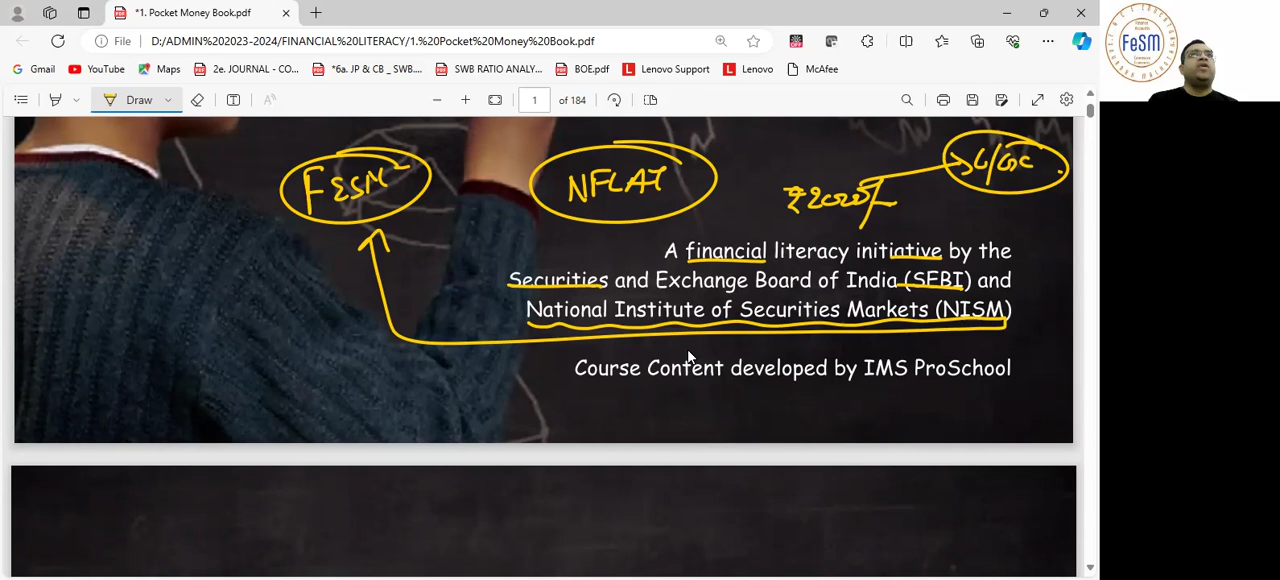 *1. Pocket Money Book.pdf
File D:/ADMIN%202023-2024/FINANCIAL%20LITERACY/1.%20Pocket%20Money%20Book.pdf
Gmail YouTube Maps 2e. JOURNAL - CO... *6a. JP & CB _ SWB.... SWB RATIO ANALY... BOE.pdf Lenovo Support Lenovo McAfee
Draw 1 of 184
FESM
NFLAT
A financial literacy initiative by the
Securities and Exchange Board of India (SEBI) and
National Institute of Securities Markets (NISM)
Course Content developed by IMS ProSchool
FeSM